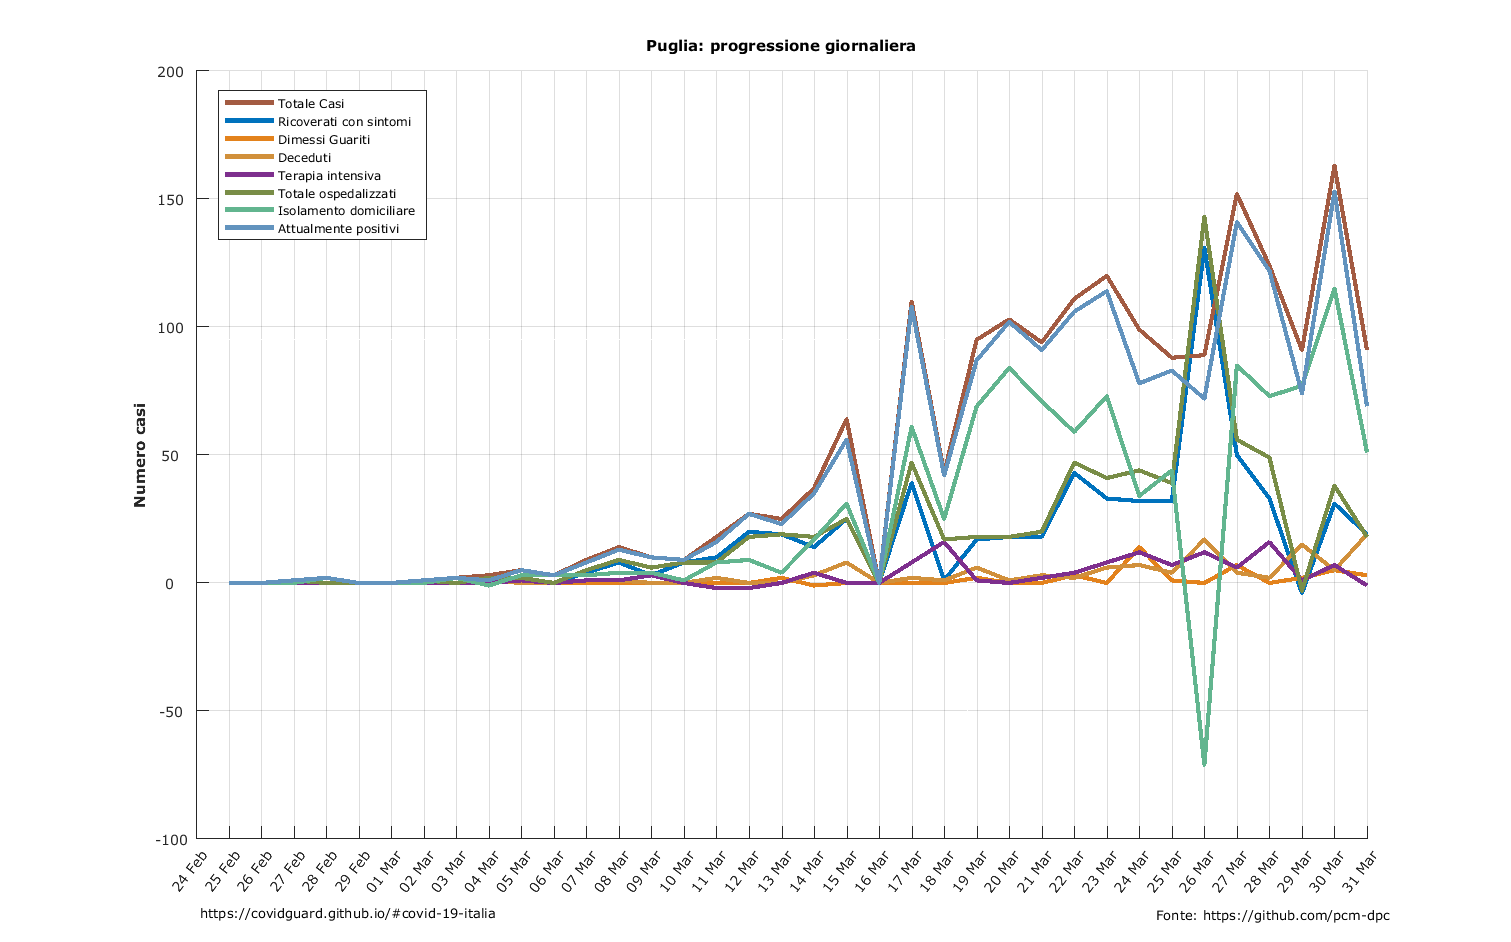 Puglia: progressione giornaliera
Numero casi
200
150
100
50
0
-50
-100
Totale Casi
Ricoverati con sintomi
Dimessi Guariti
Deceduti
Terapia intensiva
Totale ospedalizzati
Isolamento domiciliare
Attualmente positivi
24 Feb
25 Feb
26 Feb
27 Feb
28 Feb
29 Feb
01 Mar
02 Mar
03 Mar
04 Mar
05 Mar
06 Mar
07 Mar
08 Mar
09 Mar
10 Mar
11 Mar
12 Mar
13 Mar
14 Mar
15 Mar
16 Mar
17 Mar
18 Mar
19 Mar
20 Mar
21 Mar
22 Mar
23 Mar
24 Mar
25 Mar
26 Mar
27 Mar
28 Mar
29 Mar
30 Mar
31 Mar
https://covidguard.github.io/#covid-19-italia
Fonte: https://github.com/pcm-dpc